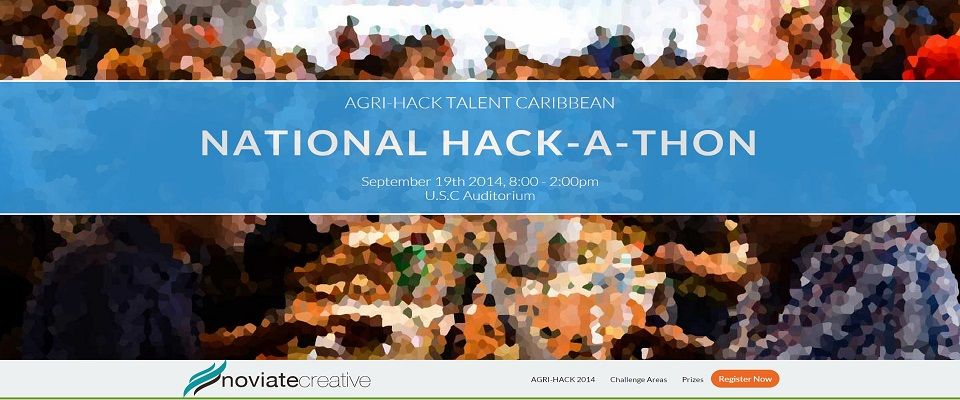 AGRI-HACK TALENT CARIBBEAN
NATIONAL HACK-A-THON
September 19th 2014, 8:00 - 2:00pm
U.S.C Auditorium
noviatecreative
AGRI-HACK 2014 Challenge Areas Prizes Register Now